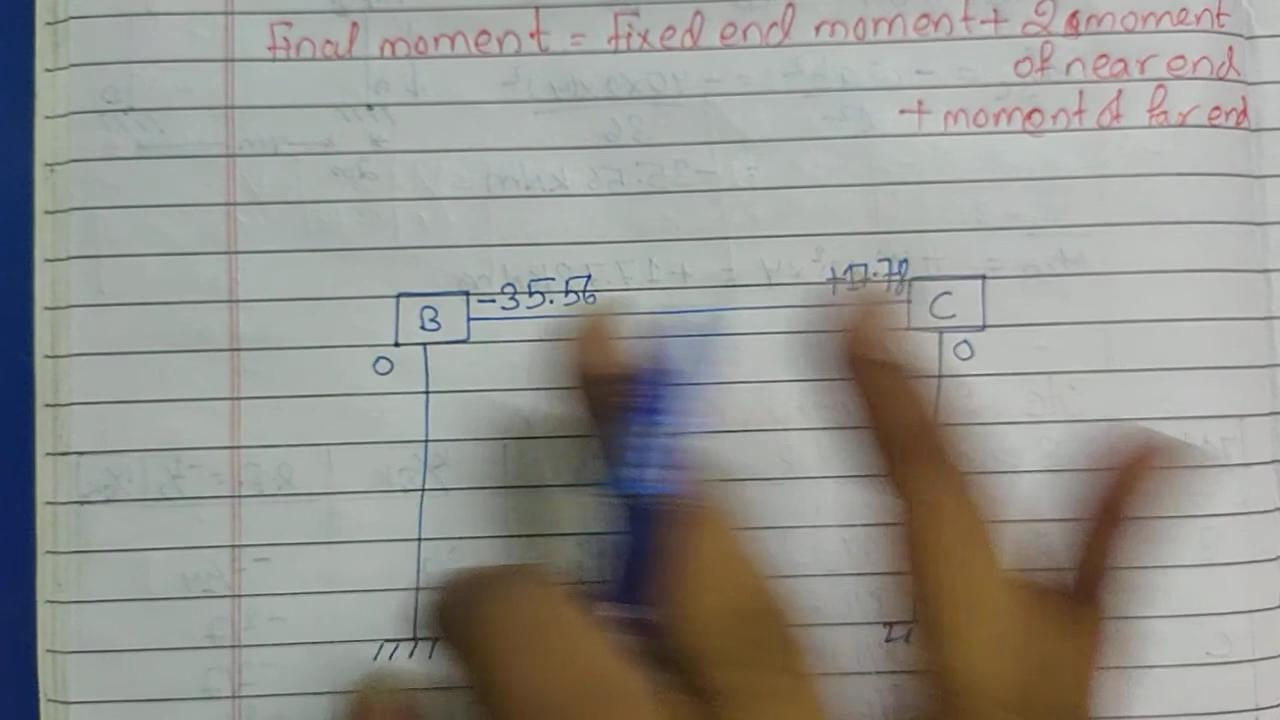 Final moment = fixed end moment + 2 moment
of near end
+ moment of far end
-35.56
+17.78
B
C
0
0